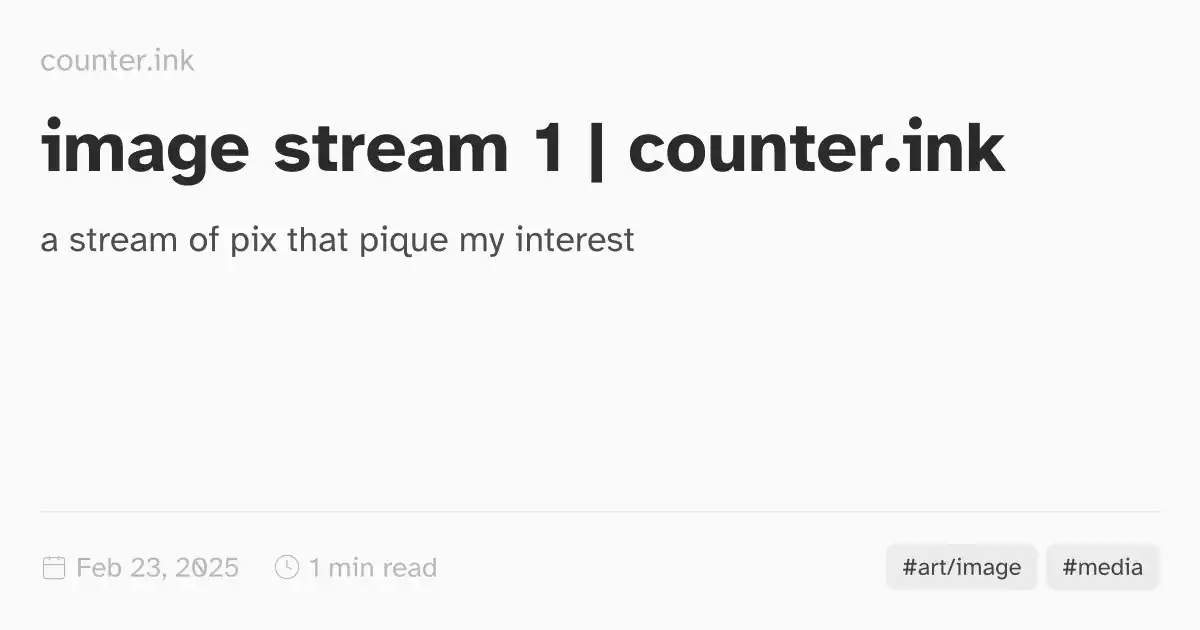 counter.ink
image stream 1 | counter.ink
a stream of pix that pique my interest
Feb 23, 2025 1 min read #art/image #media